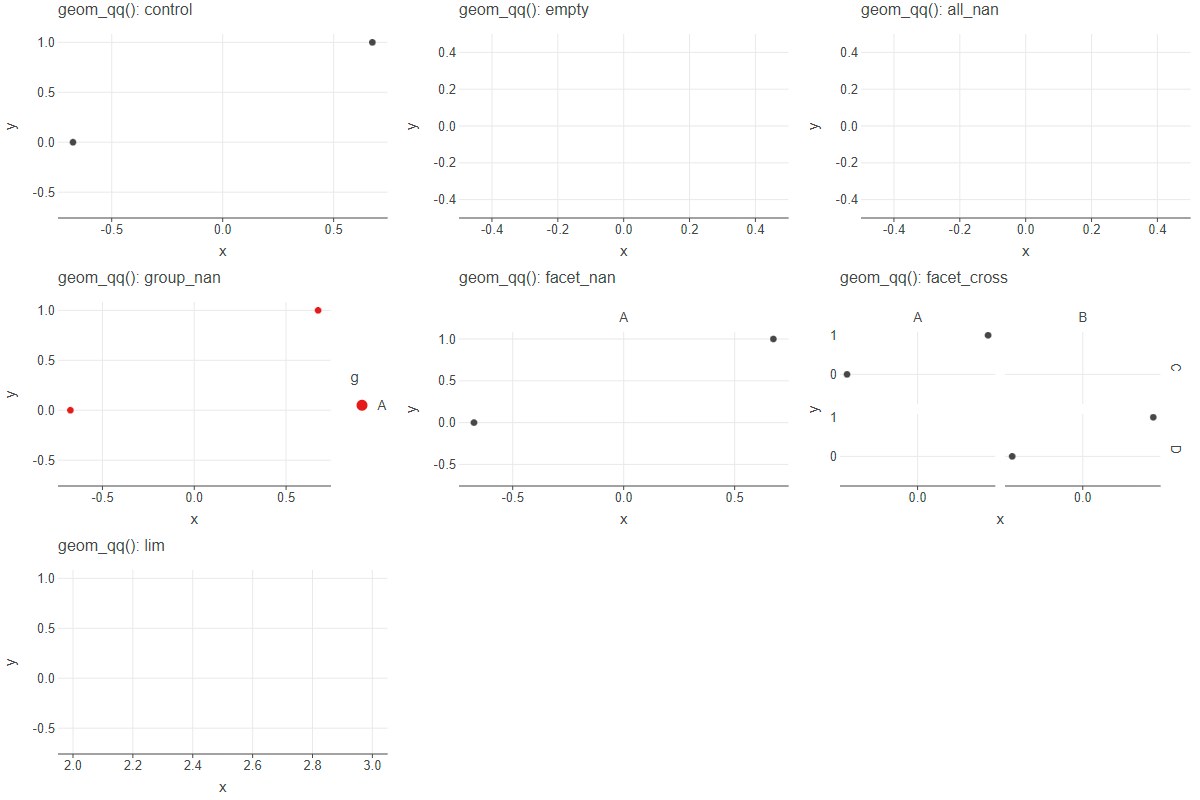 geom_qq(): control
1.0
0.5
0.0
-0.5
y
-0.5 0.0 0.5
x
geom_qq(): empty
0.4
0.2
0.0
-0.2
-0.4
y
-0.4 -0.2 0.0 0.2 0.4
x
geom_qq(): all_nan
0.4
0.2
0.0
-0.2
-0.4
y
-0.4 -0.2 0.0 0.2 0.4
x
geom_qq(): group_nan
1.0
0.5
0.0
-0.5
y
-0.5 0.0 0.5
x
g
A
geom_qq(): facet_nan
A
1.0
0.5
0.0
-0.5
y
-0.5 0.0 0.5
x
geom_qq(): facet_cross
A B
1
0
C
y
1
0
D
0.0 0.0
x
geom_qq(): lim
1.0
0.5
0.0
-0.5
y
2.0 2.2 2.4 2.6 2.8 3.0
x